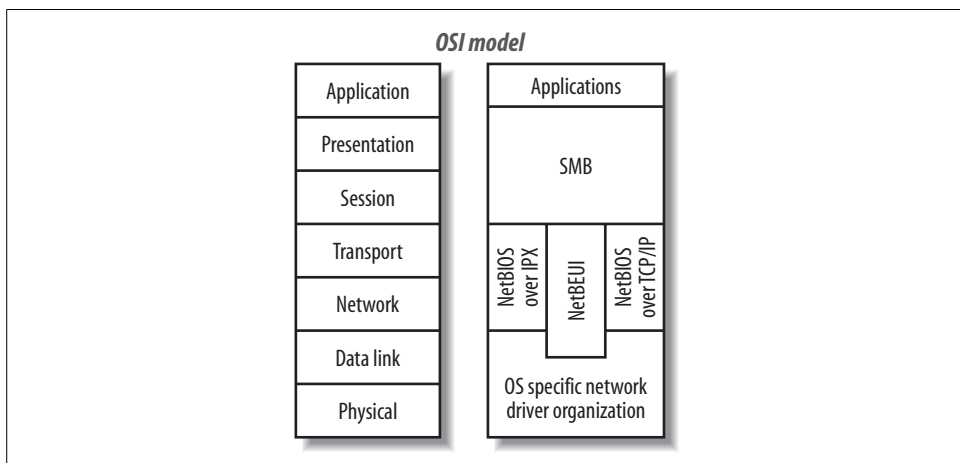 OSI model
Application
Presentation
Session
Transport
Network
Data link
Physical
Applications
SMB
NetBIOS
over IPX
NetBEUI
NetBIOS
over TCP/IP
OS specific network
driver organization